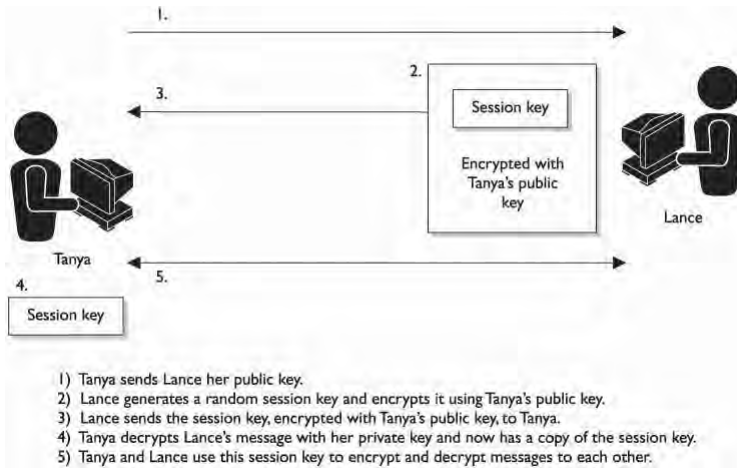 1.
2.
3.
Session key
Encrypted with
Tanya's public
key
Lance
Tanya
5.
4.
Session key
1) Tanya sends Lance her public key.
2) Lance generates a random session key and encrypts it using Tanya's public key.
3) Lance sends the session key, encrypted with Tanya's public key, to Tanya.
4) Tanya decrypts Lance's message with her private key and now has a copy of the session key.
5) Tanya and Lance use this session key to encrypt and decrypt messages to each other.